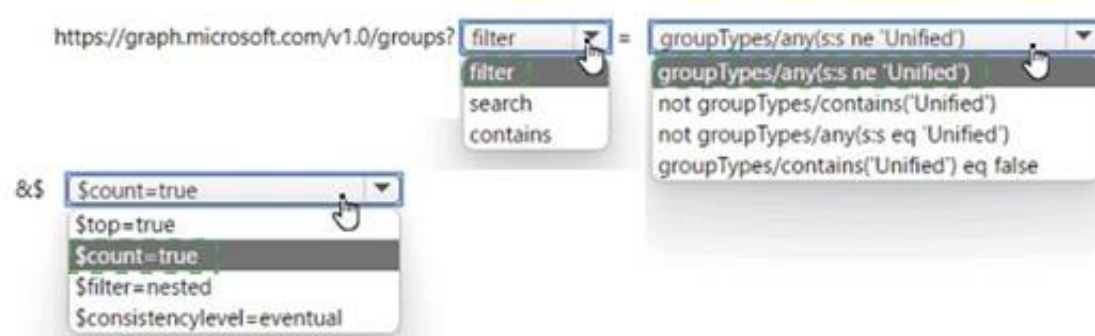 https://graph.microsoft.com/v1.0/groups? filter = groupTypes/any(s:s ne 'Unified')
filter
search
contains
groupTypes/any(s:s ne 'Unified')
not groupTypes/contains('Unified')
not groupTypes/any(s:s eq 'Unified')
groupTypes/contains('Unified') eq false
&$ $count=true
$top=true
$count=true
$filter=nested
$consistencylevel=eventual